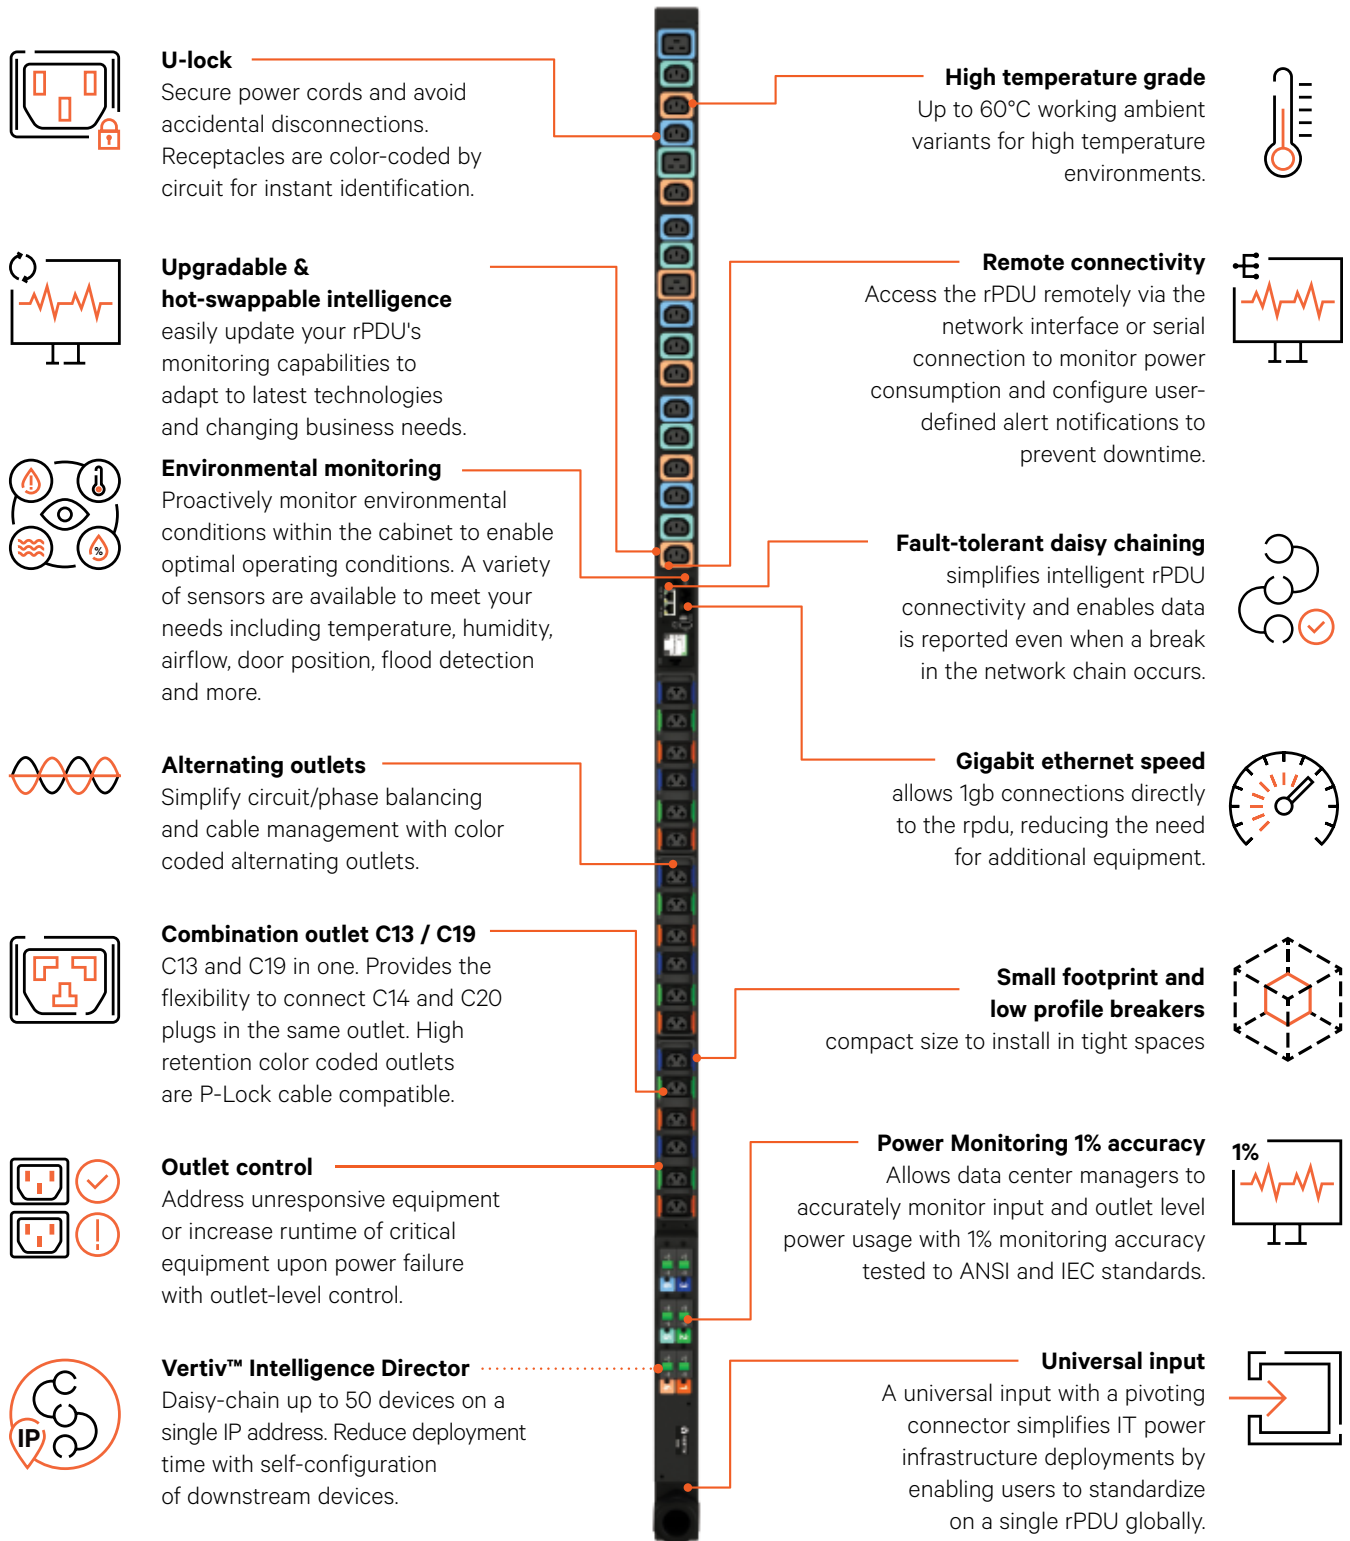 U-lock
Secure power cords and avoid
accidental disconnections.
Receptacles are color-coded by
circuit for instant identification.
Upgradable &
hot-swappable intelligence
easily update your rPDU's
monitoring capabilities to
adapt to latest technologies
and changing business needs.
Environmental monitoring
Proactively monitor environmental
conditions within the cabinet to enable
optimal operating conditions. A variety
of sensors are available to meet your
needs including temperature, humidity,
airflow, door position, flood detection
and more.
%
Alternating outlets
Simplify circuit/phase balancing
and cable management with color
coded alternating outlets.
Combination outlet C13 / C19
C13 and C19 in one. Provides the
flexibility to connect C14 and C20
plugs in the same outlet. High
retention color coded outlets
are P-Lock cable compatible.
Outlet control
Address unresponsive equipment
or increase runtime of critical
equipment upon power failure
with outlet-level control.
Vertiv™ Intelligence Director
Daisy-chain up to 50 devices on a
single IP address. Reduce deployment
time with self-configuration
of downstream devices.
IP
High temperature grade
Up to 60°C working ambient
variants for high temperature
environments.
Remote connectivity
Access the rPDU remotely via the
network interface or serial
connection to monitor power
consumption and configure user-
defined alert notifications to
prevent downtime.
Fault-tolerant daisy chaining
simplifies intelligent rPDU
connectivity and enables data
is reported even when a break
in the network chain occurs.
Gigabit ethernet speed
allows 1gb connections directly
to the rpdu, reducing the need
for additional equipment.
Small footprint and
low profile breakers
compact size to install in tight spaces
Power Monitoring 1% accuracy
Allows data center managers to
accurately monitor input and outlet level
power usage with 1% monitoring accuracy
tested to ANSI and IEC standards.
1%
Universal input
A universal input with a pivoting
connector simplifies IT power
infrastructure deployments by
enabling users to standardize
on a single rPDU globally.